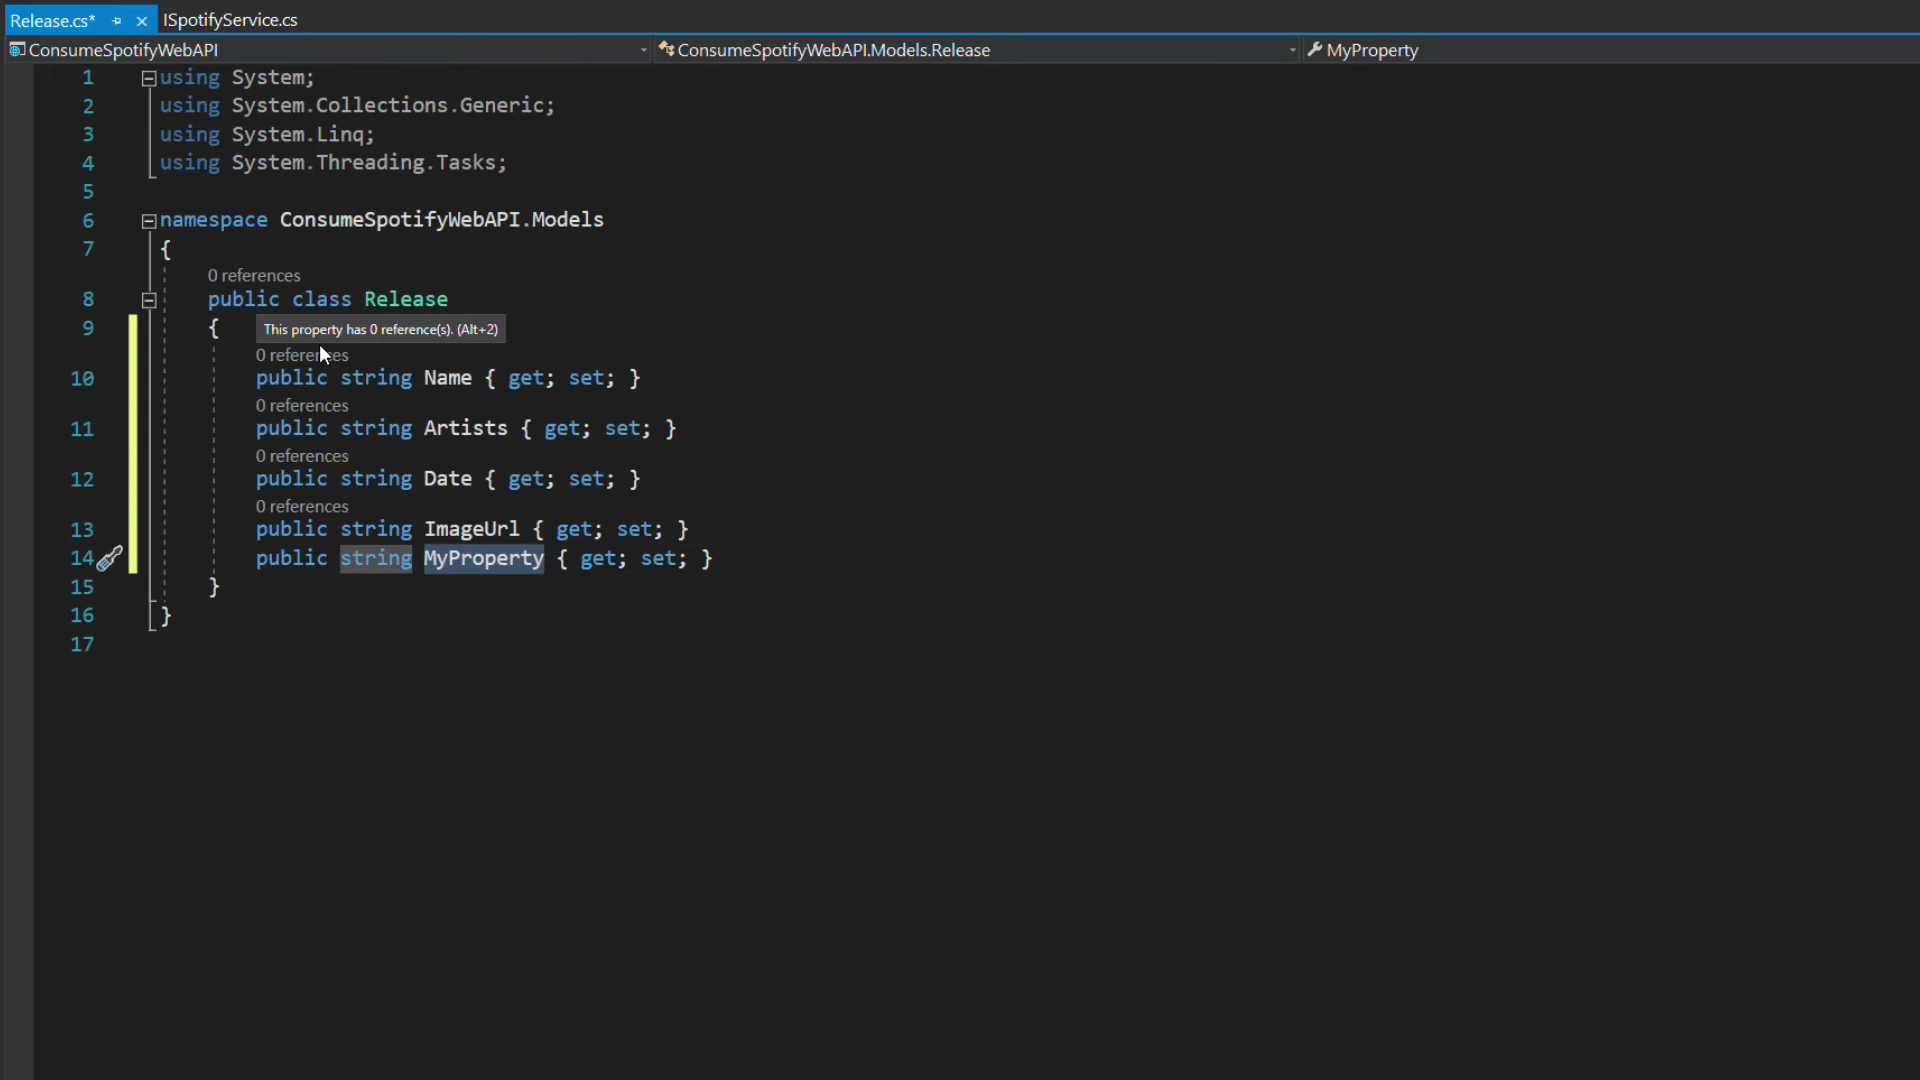 Release.cs* ISpotifyService.cs
ConsumeSpotifyWebAPI ConsumeSpotifyWebAPI.Models.Release MyProperty
1 using System;
2 using System.Collections.Generic;
3 using System.Linq;
4 using System.Threading.Tasks;
5
6 namespace ConsumeSpotifyWebAPI.Models
7 {
0 references
8 public class Release
9 { This property has 0 reference(s). (Alt+2)
0 references
10 public string Name { get; set; }
0 references
11 public string Artists { get; set; }
0 references
12 public string Date { get; set; }
0 references
13 public string ImageUrl { get; set; }
14 public string MyProperty { get; set; }
15 }
16 }
17